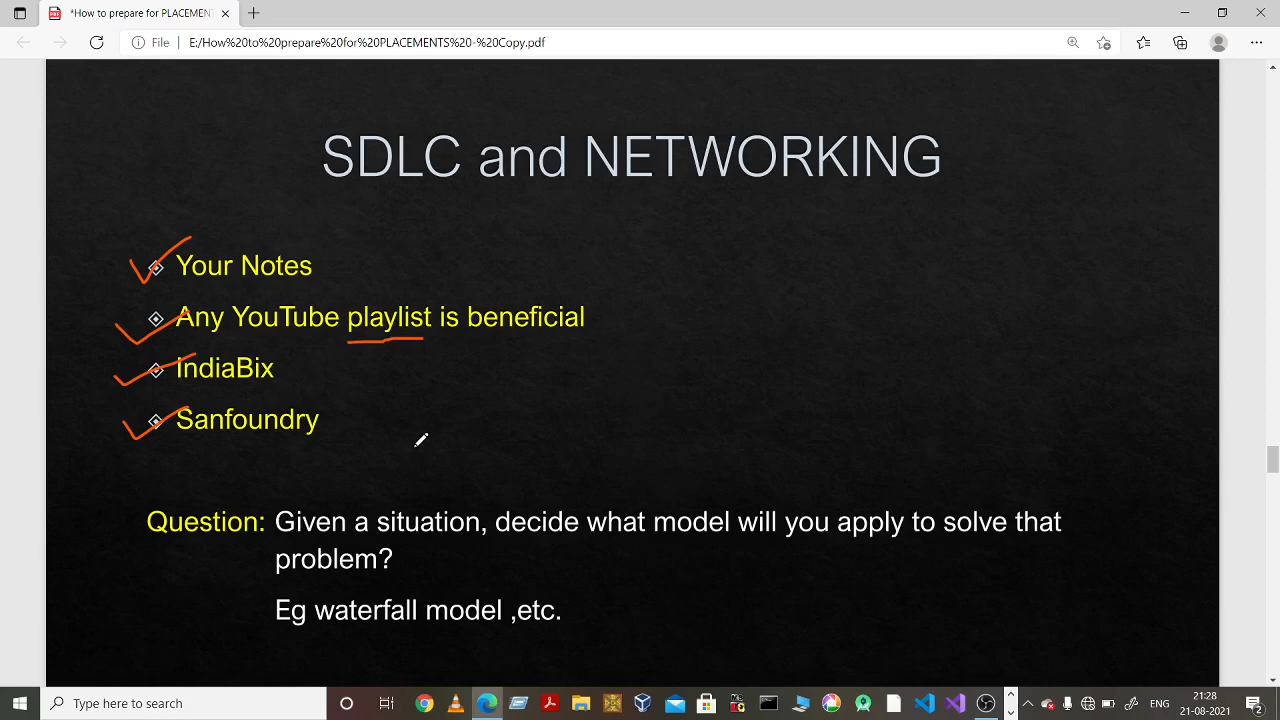 *How to prepare for PLACEMENT
File
E:/How%20to%20prepare%20for%20PLACEMENTS%20-%20Copy.pdf
SDLC and NETWORKING
Your Notes
Any YouTube playlist is beneficial
IndiaBix
Sanfoundry
Question: Given a situation, decide what model will you apply to solve that
problem?
Eg waterfall model ,etc.
Type here to search
ENG
21:28
21-08-2021
2